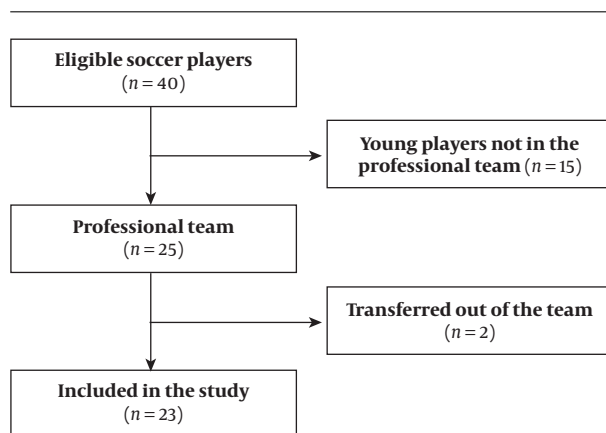 Eligible soccer players
(n = 40)
Young players not in the
professional team (n = 15)
Professional team
(n = 25)
Transferred out of the team
(n = 2)
Included in the study
(n = 23)